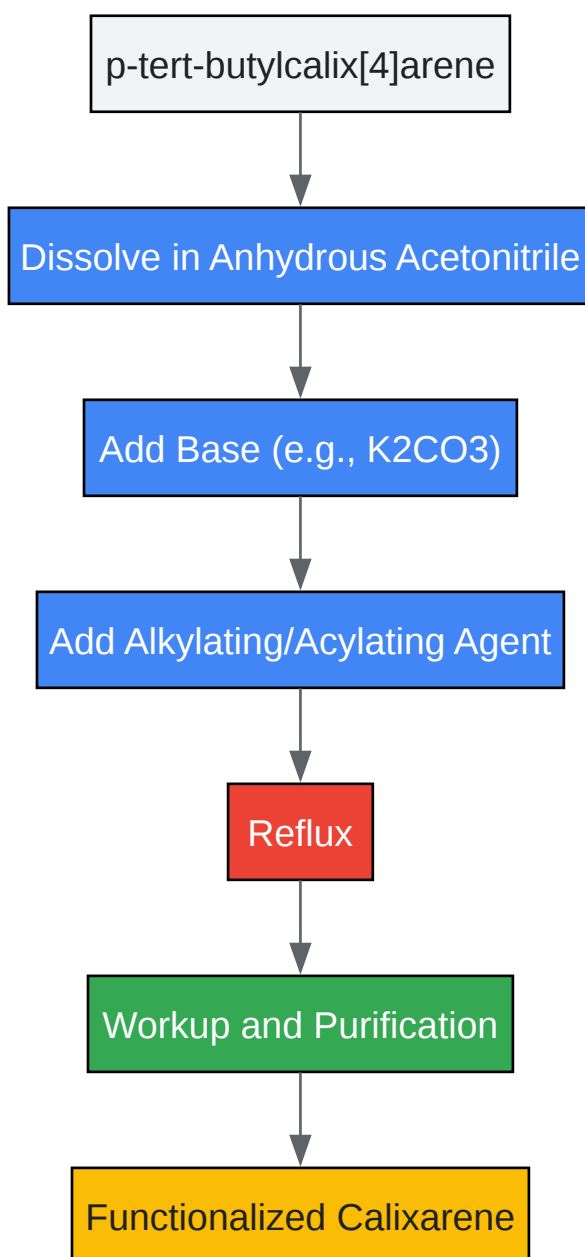 p-tert-butylcalix[4]arene
Dissolve in Anhydrous Acetonitrile
Add Base (e.g., K2CO3)
Add Alkylating/Acylating Agent
Reflux
Workup and Purification
Functionalized Calixarene